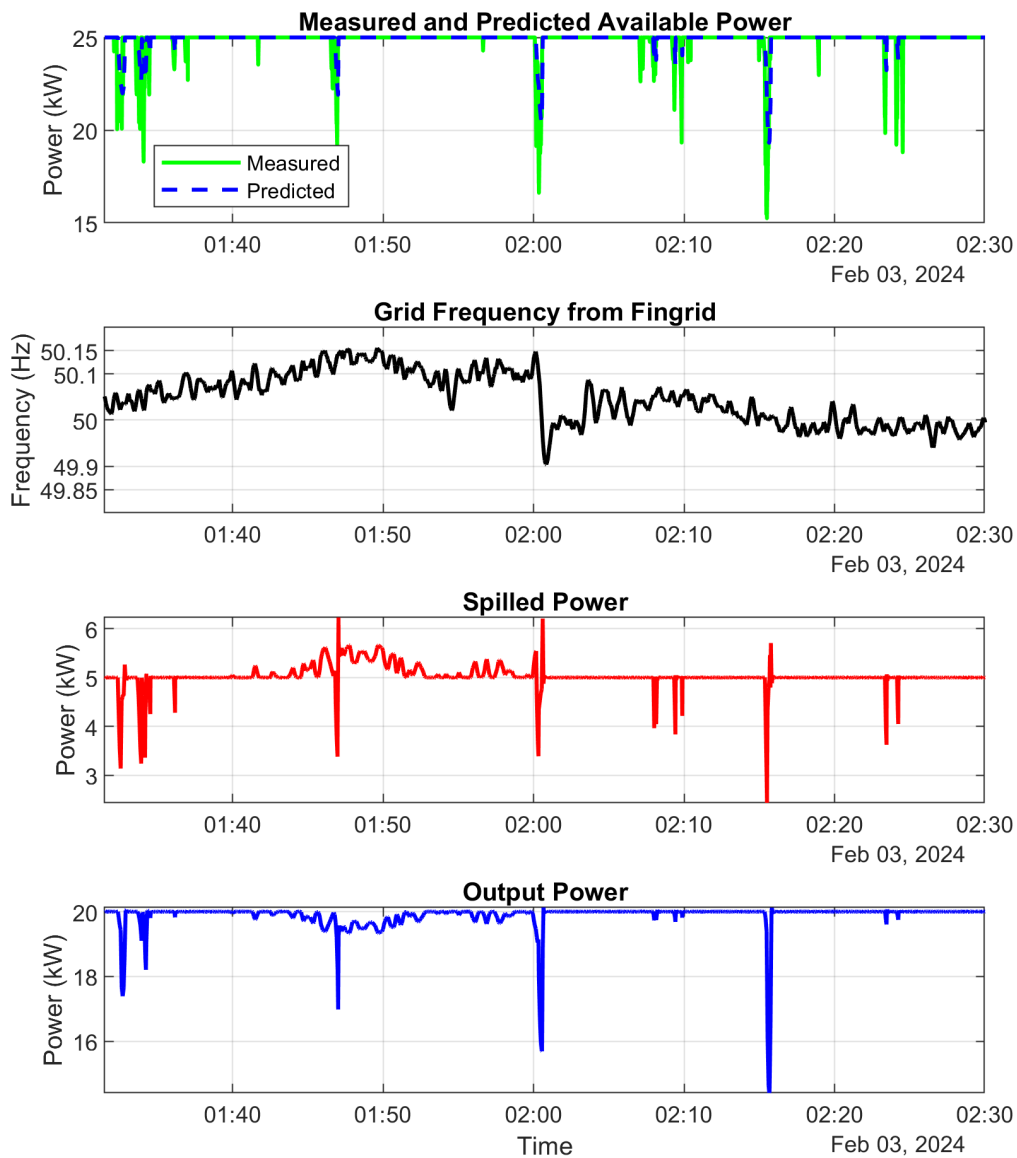 Measured and Predicted Available Power
Power (kW)
25
20
15
Measured
Predicted
01:40 01:50 02:00 02:10 02:20 02:30
Feb 03, 2024
Grid Frequency from Fingrid
Frequency (Hz)
50.15
50.1
50
49.9
49.85
01:40 01:50 02:00 02:10 02:20 02:30
Feb 03, 2024
Spilled Power
Power (kW)
6
5
4
3
01:40 01:50 02:00 02:10 02:20 02:30
Feb 03, 2024
Output Power
Power (kW)
20
18
16
01:40 01:50 02:00 02:10 02:20 02:30
Time
Feb 03, 2024